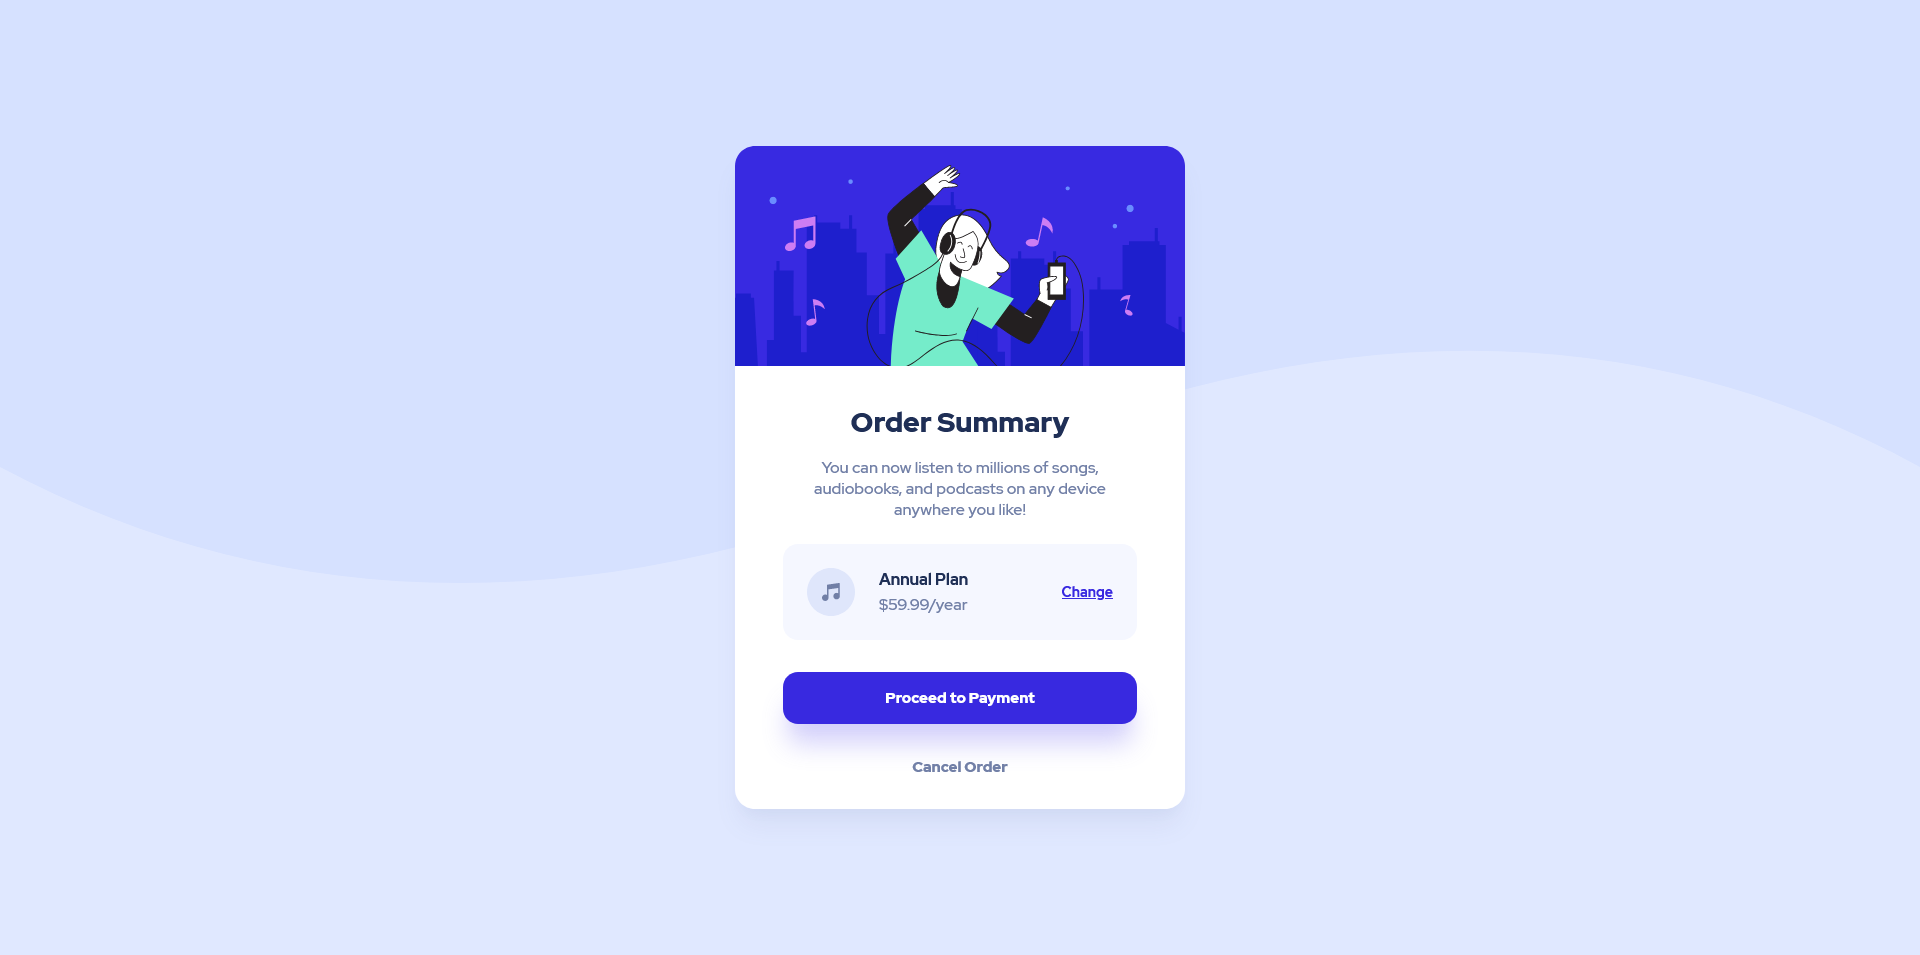 Order Summary
You can now listen to millions of songs,
audiobooks, and podcasts on any device
anywhere you like!
Annual Plan
$59.99/year
Change
Proceed to Payment
Cancel Order